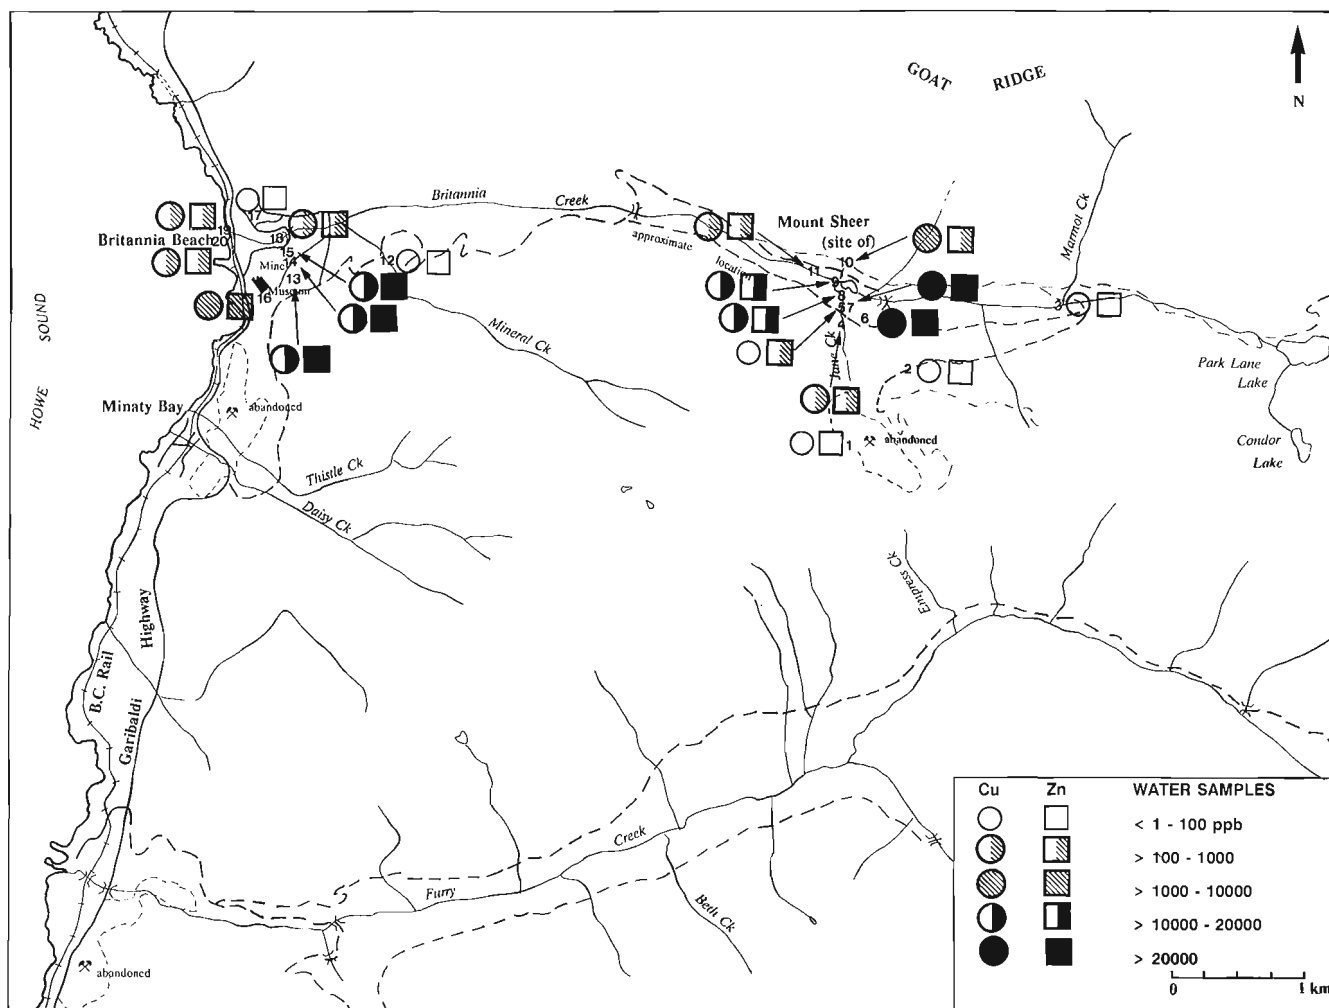 GOAT RIDGE
N
Marmot Ck
Britannia Creek
17
Mount Sheer
(site of)
10
19
20
18
Britannia Beach
approximate
location
15
14
Mine
13
Museum
16
12
11
9
8
5 7
4
6
3
2
Mineral Ck
Jane Ck
Park Lane
Lake
HOWE SOUND
Minaty Bay
abandoned
1
abandoned
Condor
Lake
Thistle Ck
Daisy Ck
Empress Ck
Highway
B.C. Rail
Garibaldi
Creek
Furry
Beth Ck
abandoned
Cu Zn WATER SAMPLES
< 1 - 100 ppb
> 100 - 1000
> 1000 - 10000
> 10000 - 20000
> 20000
0 1 km